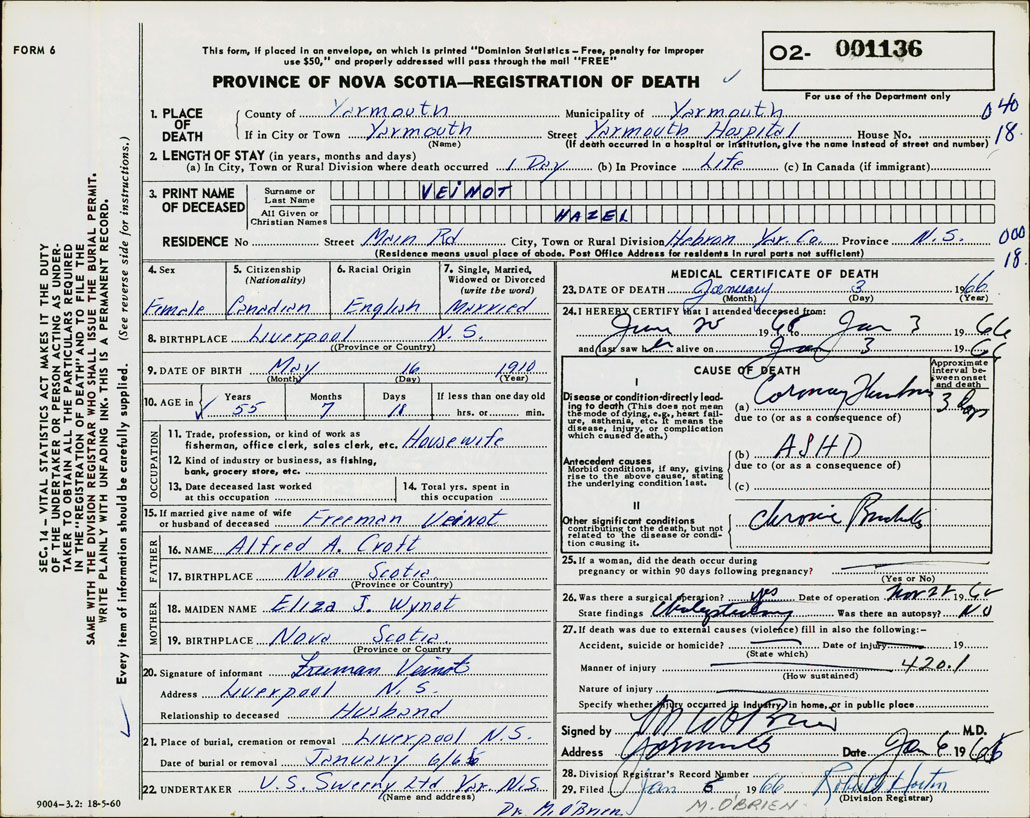 FORM 6
This form, if placed in an envelope, on which is printed "Dominion Statistics - Free, penalty for improper
use $50," and properly addressed will pass through the mail "FREE"
PROVINCE OF NOVA SCOTIA—REGISTRATION OF DEATH
02- 001136
For use of the Department only
SEC. 14 - VITAL STATISTICS ACT MAKES IT THE DUTY
OF THE UNDERTAKER OR PERSON ACTING AS UNDER-
TAKER TO OBTAIN ALL THE PARTICULARS REQUIRED
IN THE "REGISTRATION OF DEATH" AND TO FILE THE
SAME WITH THE DIVISION REGISTRAR WHO SHALL ISSUE THE BURIAL PERMIT.
WRITE PLAINLY WITH UNFADING INK. THIS IS A PERMANENT RECORD.
Every item of information should be carefully supplied. (See reverse side for instructions.)
1. PLACE OF DEATH
County of Yarmouth Municipality of Yarmouth 040
If in City or Town Yarmouth Street Yarmouth Hospital House No. 18
(Name) (If death occurred in a hospital or institution, give the name instead of street and number)
2. LENGTH OF STAY (in years, months and days)
(a) In City, Town or Rural Division where death occurred 1 Day (b) In Province Life (c) In Canada (if immigrant)
3. PRINT NAME OF DECEASED
Surname or Last Name VEINOT
All Given or Christian Names HAZEL
RESIDENCE No Street Main Rd City, Town or Rural Division Hebron Yar. Co. Province N.S. 000
(Residence means usual place of abode. Post Office Address for residents in rural parts not sufficient) 18.
4. Sex Female
5. Citizenship (Nationality) Canadian
6. Racial Origin English
7. Single, Married, Widowed or Divorced (write the word) Married
8. BIRTHPLACE Liverpool N.S.
(Province or Country)
9. DATE OF BIRTH May 16 1910
(Month) (Day) (Year)
10. AGE in Years 55 Months 7 Days 18 If less than one day old hrs. or min.
OCCUPATION
11. Trade, profession, or kind of work as
fisherman, office clerk, sales clerk, etc. Housewife
12. Kind of industry or business, as fishing,
bank, grocery store, etc.
13. Date deceased last worked
at this occupation
14. Total yrs. spent in
this occupation
15. If married give name of wife
or husband of deceased Freeman Veinot
FATHER
16. NAME Alfred A. Croft
17. BIRTHPLACE Nova Scotia
(Province or Country)
MOTHER
18. MAIDEN NAME Eliza J. Wynot
19. BIRTHPLACE Nova Scotia
(Province or Country)
20. Signature of informant Freeman Veinot
Address Liverpool N.S.
Relationship to deceased Husband
21. Place of burial, cremation or removal Liverpool N.S.
Date of burial or removal January 6/66
22. UNDERTAKER V.S. Sweeny Ltd Yar. N.S.
(Name and address)
9004-3.2: 18-5-60
MEDICAL CERTIFICATE OF DEATH
23. DATE OF DEATH January 3 1966
(Month) (Day) (Year)
24. I HEREBY CERTIFY that I attended deceased from:
June 1965 to Jan 3 1966
and last saw her alive on Jan 3 1966
CAUSE OF DEATH
Approximate interval between onset and death
I
Disease or condition directly lead-
ing to death (This does not mean
the mode of dying, e.g., heart fail-
ure, asthenia, etc. It means the
disease, injury, or complication
which caused death.)
(a) Coronary 3 days
due to (or as a consequence of)
Antecedent causes
Morbid conditions, if any, giving
rise to the above cause, stating
the underlying condition last.
(b) ASHD
due to (or as a consequence of)
(c)
II
Other significant conditions
contributing to the death, but not
related to the disease or condi-
tion causing it.
Chronic Bronchitis
25. If a woman, did the death occur during
pregnancy or within 90 days following pregnancy?
(Yes or No)
26. Was there a surgical operation? yes Date of operation Nov 196
State findings Was there an autopsy? NO
27. If death was due to external causes (violence) fill in also the following:-
Accident, suicide or homicide? Date of injury 19
(State which)
Manner of injury 420.1
(How sustained)
Nature of injury
Specify whether injury occurred in industry, in home, or in public place
Signed by O'Brien M.D.
Address Yarmouth Date Jan 6 1966
28. Division Registrar's Record Number
29. Filed Jan 1966 Robert Horton
(Division Registrar)
Dr. M. O'Brien
M. O'BRIEN